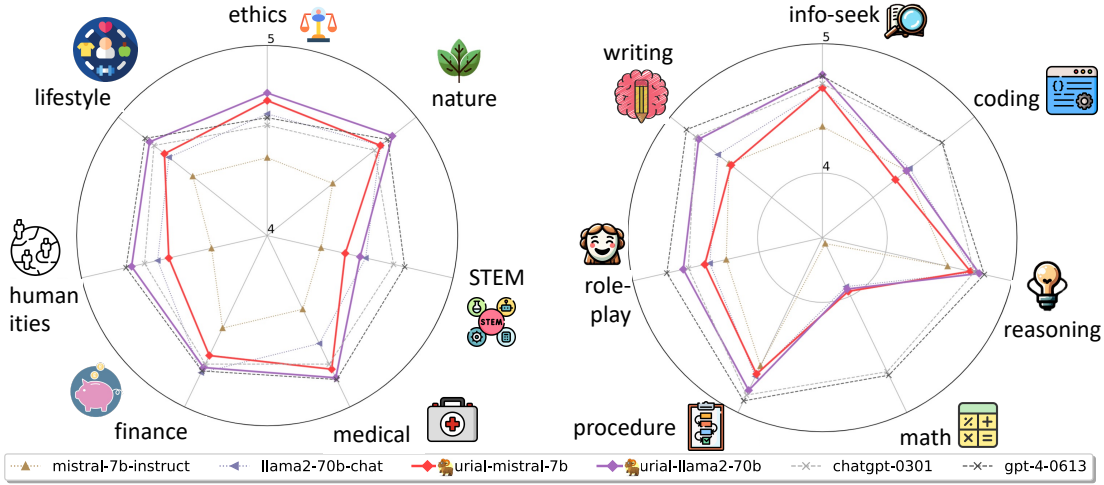 ethics
5
lifestyle
nature
4
human
ities
STEM
STEM
finance
medical
info-seek
5
writing
coding
4
role-
play
reasoning
procedure
math
mistral-7b-instruct
llama2-70b-chat
urial-mistral-7b
urial-llama2-70b
chatgpt-0301
gpt-4-0613